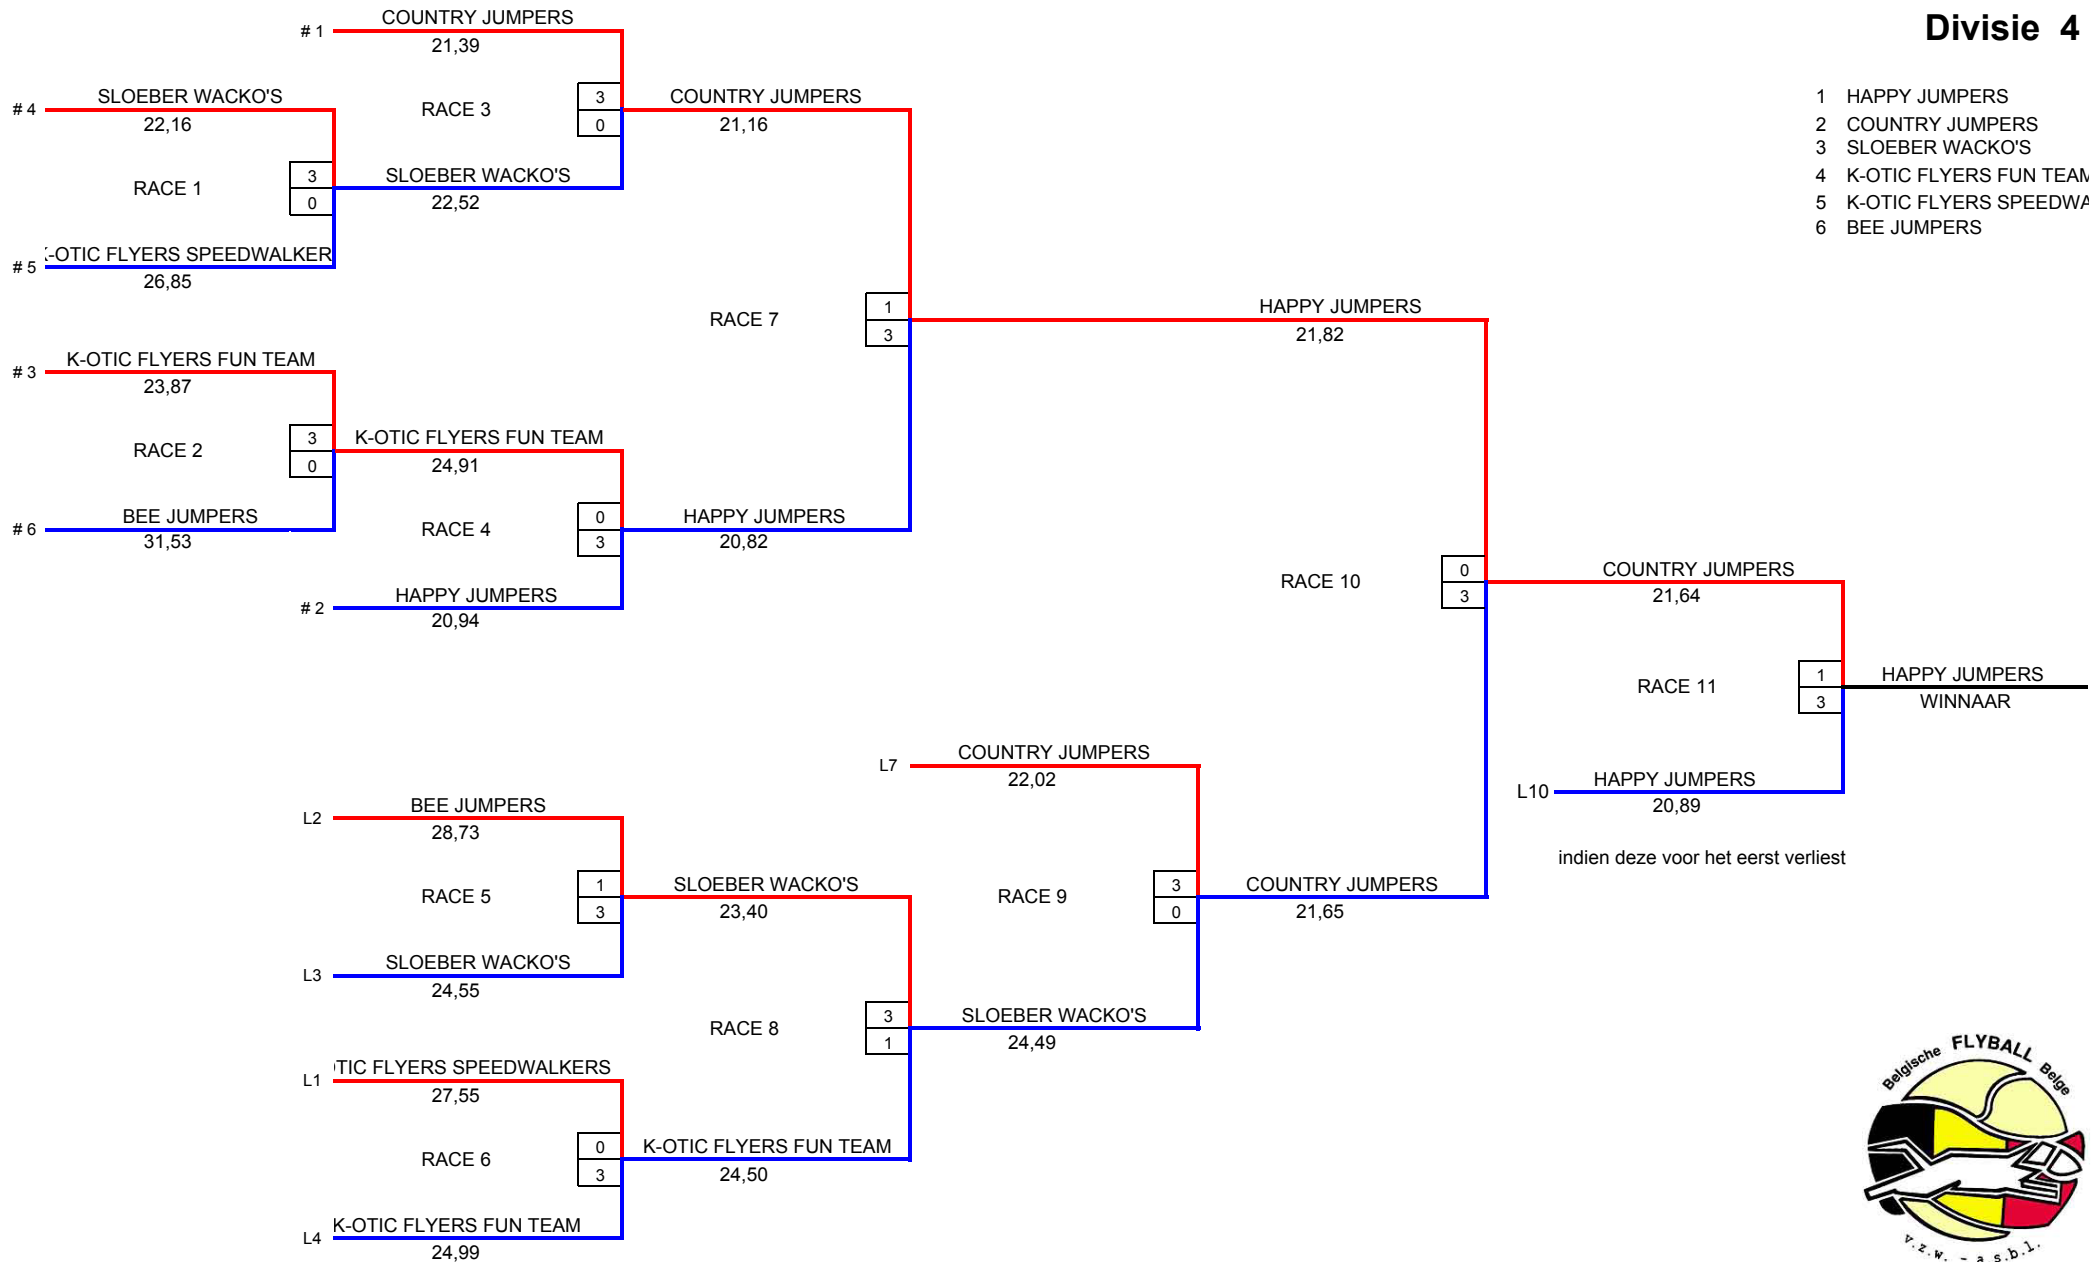 Divisie 4
1 HAPPY JUMPERS
2 COUNTRY JUMPERS
3 SLOEBER WACKO'S
4 K-OTIC FLYERS FUN TEAM
5 K-OTIC FLYERS SPEEDWA
6 BEE JUMPERS
# 1 COUNTRY JUMPERS
21,39
# 4 SLOEBER WACKO'S
22,16
RACE 3
3
0
COUNTRY JUMPERS
21,16
RACE 1
3
0
SLOEBER WACKO'S
22,52
# 5 K-OTIC FLYERS SPEEDWALKER
26,85
RACE 7
1
3
HAPPY JUMPERS
21,82
# 3 K-OTIC FLYERS FUN TEAM
23,87
RACE 2
3
0
K-OTIC FLYERS FUN TEAM
24,91
# 6 BEE JUMPERS
31,53
RACE 4
0
3
HAPPY JUMPERS
20,82
# 2 HAPPY JUMPERS
20,94
RACE 10
0
3
COUNTRY JUMPERS
21,64
RACE 11
1
3
HAPPY JUMPERS
WINNAAR
L7 COUNTRY JUMPERS
22,02
L10 HAPPY JUMPERS
20,89
indien deze voor het eerst verliest
L2 BEE JUMPERS
28,73
RACE 5
1
3
SLOEBER WACKO'S
23,40
RACE 9
3
0
COUNTRY JUMPERS
21,65
L3 SLOEBER WACKO'S
24,55
RACE 8
3
1
SLOEBER WACKO'S
24,49
L1 OTIC FLYERS SPEEDWALKERS
27,55
RACE 6
0
3
K-OTIC FLYERS FUN TEAM
24,50
L4 K-OTIC FLYERS FUN TEAM
24,99
Belgische FLYBALL Belge
v.z.w. - a.s.b.l.